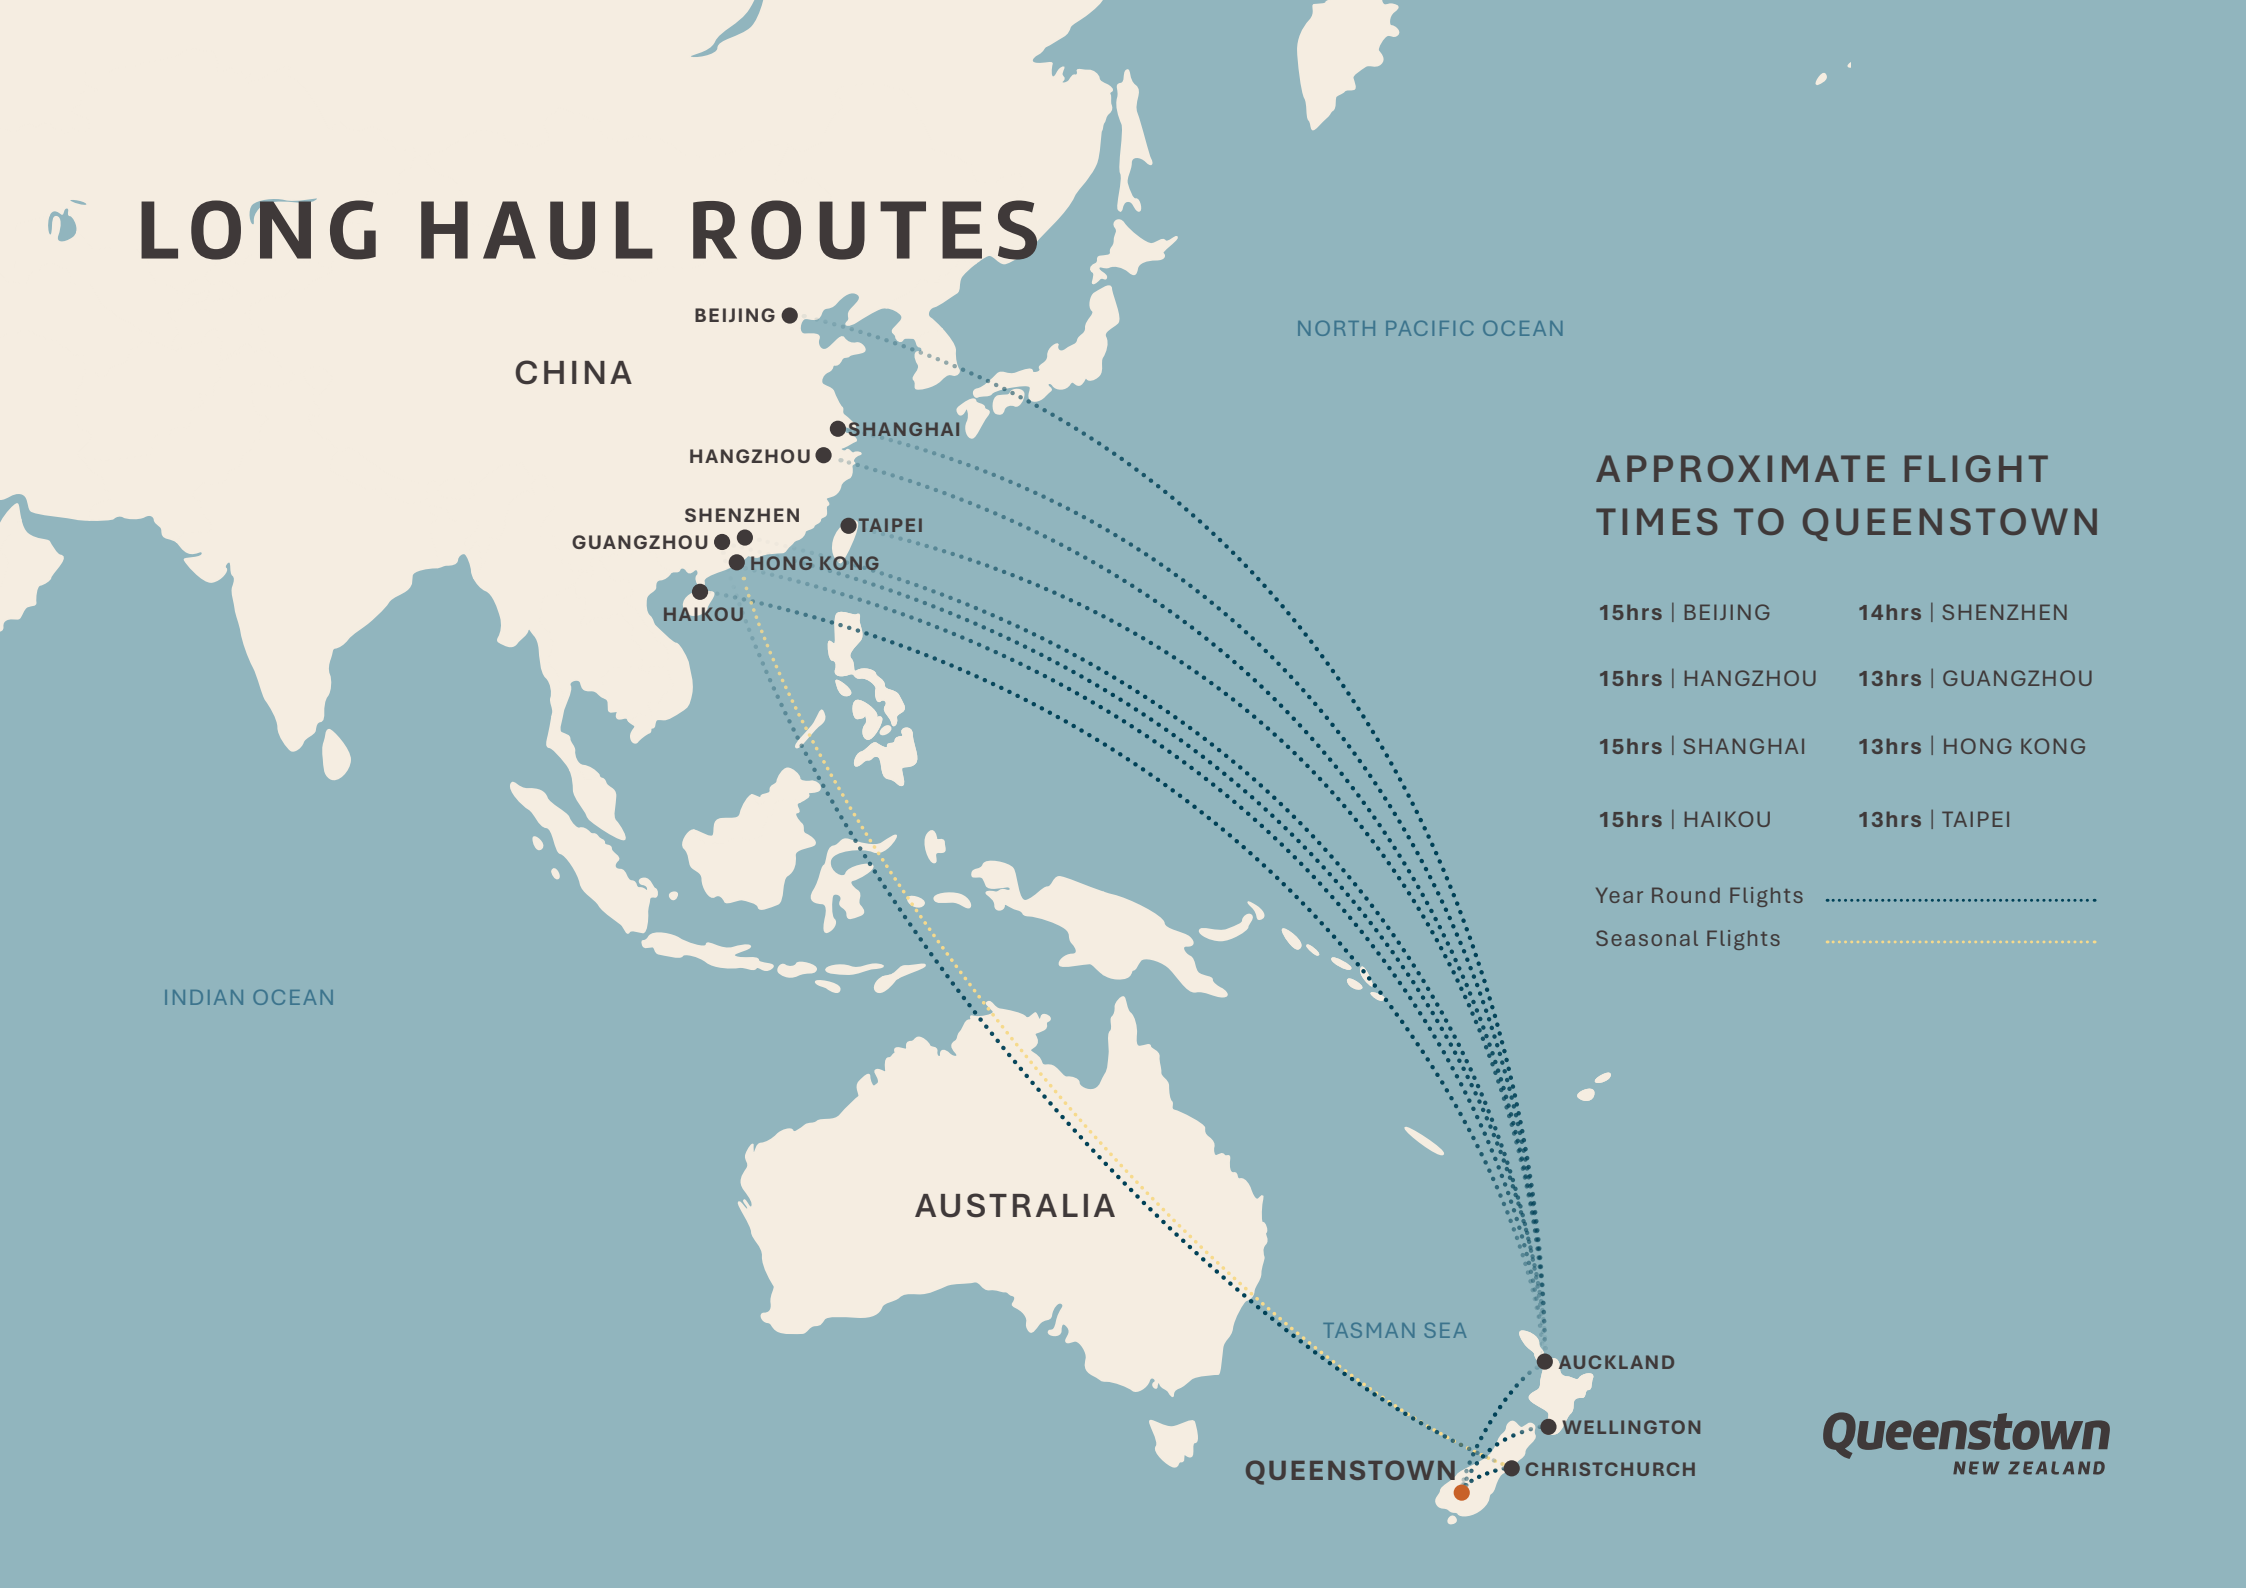 LONG HAUL ROUTES
BEIJING
CHINA
NORTH PACIFIC OCEAN
SHANGHAI
HANGZHOU
SHENZHEN
TAIPEI
GUANGZHOU
HONG KONG
HAIKOU
APPROXIMATE FLIGHT
TIMES TO QUEENSTOWN
15hrs | BEIJING
14hrs | SHENZHEN
15hrs | HANGZHOU
13hrs | GUANGZHOU
15hrs | SHANGHAI
13hrs | HONG KONG
15hrs | HAIKOU
13hrs | TAIPEI
Year Round Flights
Seasonal Flights
INDIAN OCEAN
AUSTRALIA
TASMAN SEA
AUCKLAND
WELLINGTON
QUEENSTOWN
CHRISTCHURCH
Queenstown
NEW ZEALAND